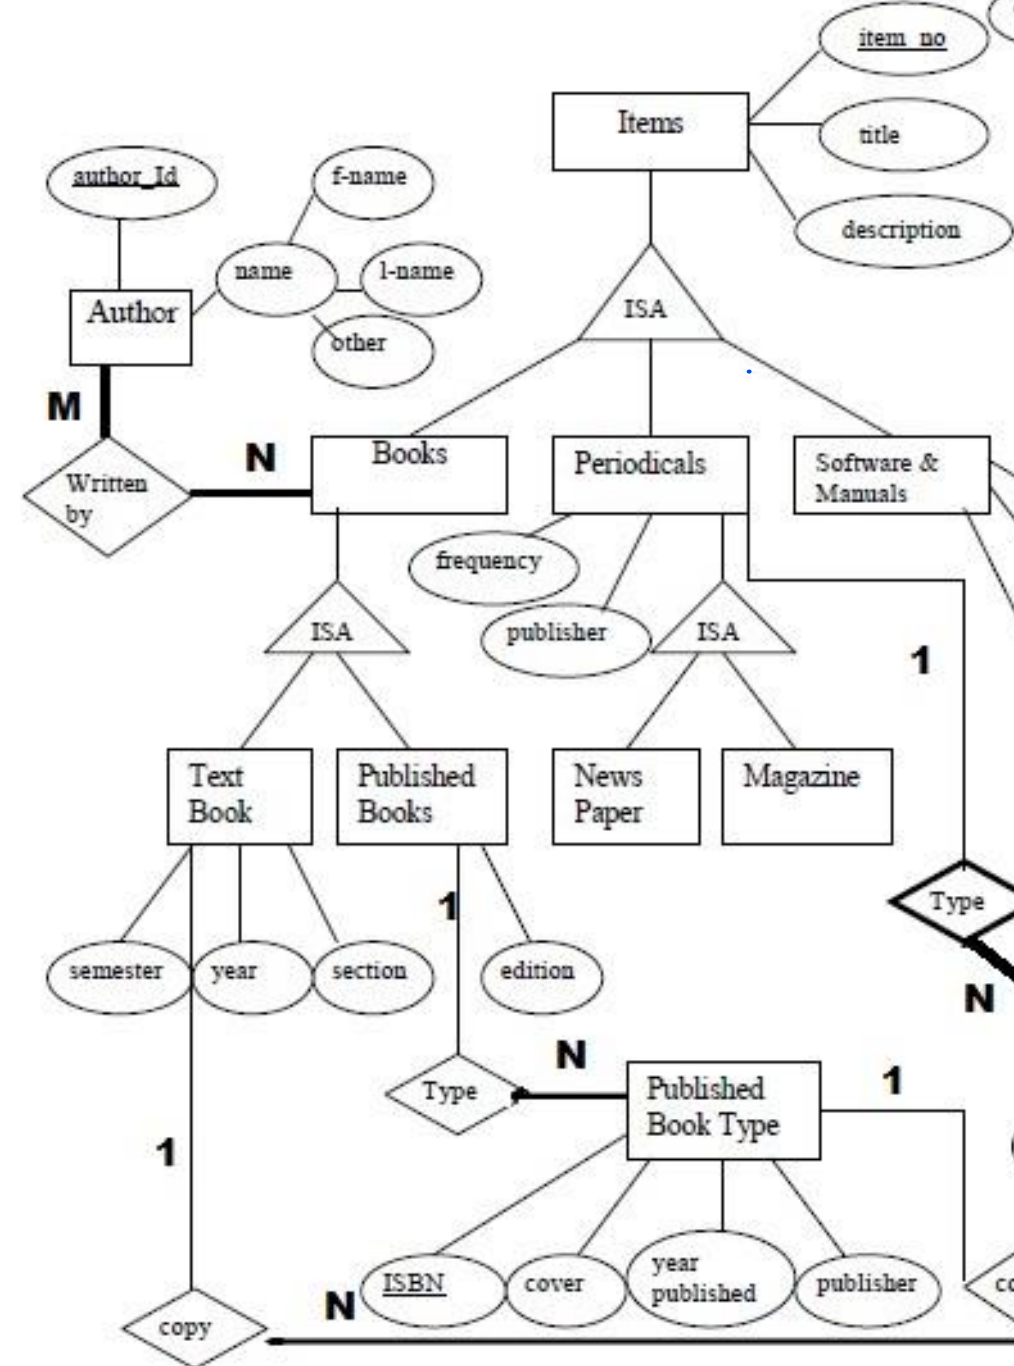 item_no
Items
title
author_Id
f-name
description
name
l-name
Author
ISA
other
M
N
Books
Periodicals
Software &
Manuals
Written
by
frequency
publisher
ISA
ISA
1
Text
Book
Published
Books
News
Paper
Magazine
1
Type
semester
year
section
edition
N
N
Type
Published
Book Type
1
1
ISBN
cover
year
published
publisher
N
copy